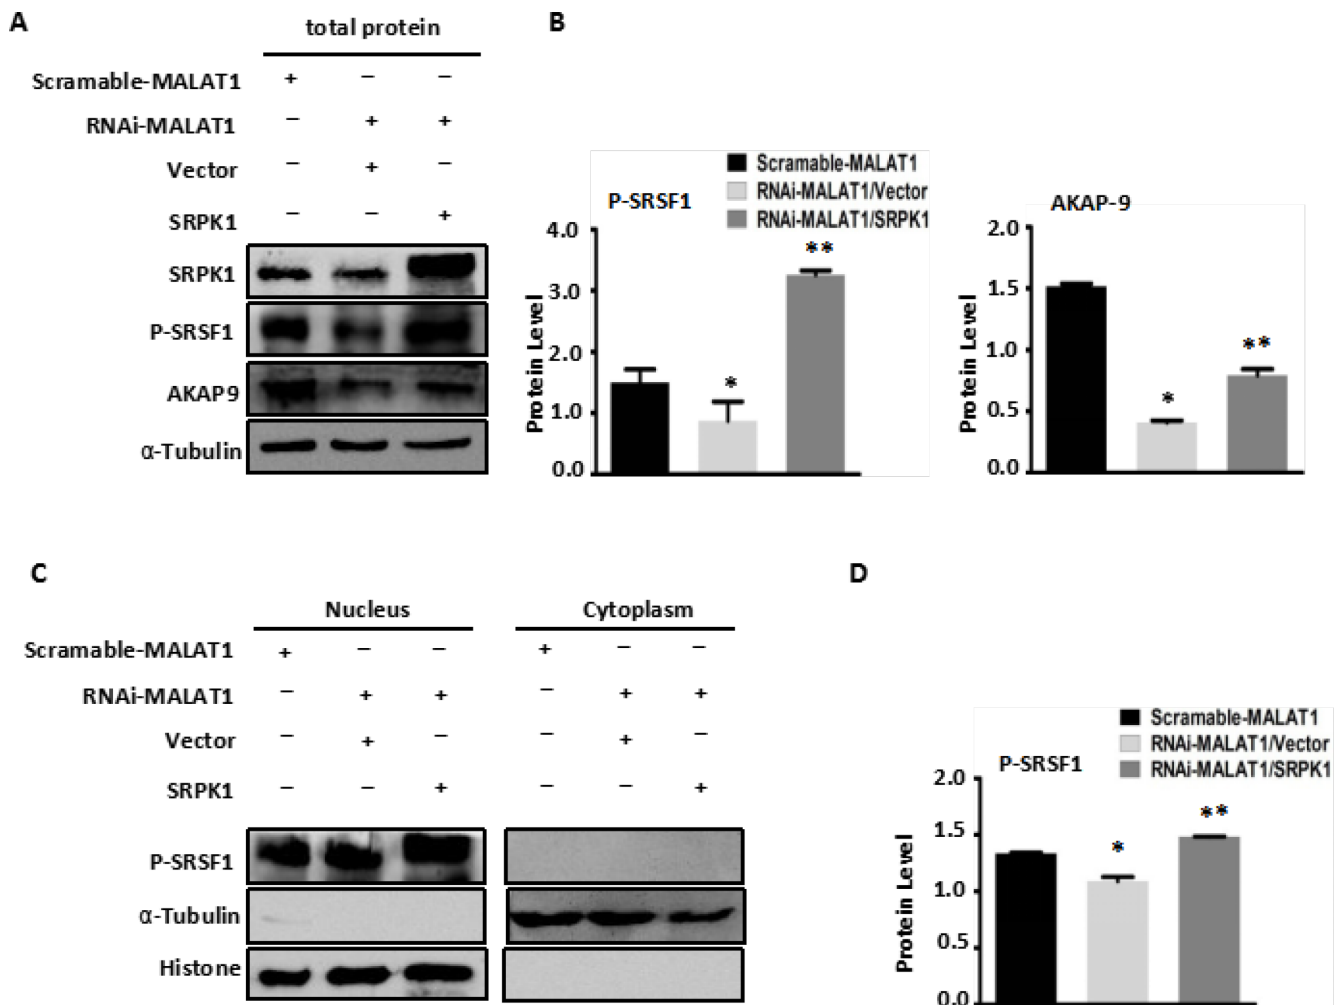 A
total protein
Scramable-MALAT1 + − −
RNAi-MALAT1 − + +
Vector − + −
SRPK1 − − +
SRPK1
P-SRSF1
AKAP9
α-Tubulin
B
Scramable-MALAT1
RNAi-MALAT1/Vector
RNAi-MALAT1/SRPK1
P-SRSF1
Protein Level
4.0
3.0
2.0
1.0
0.0
*
**
AKAP-9
Protein Level
2.0
1.5
1.0
0.5
0.0
*
**
C
Nucleus Cytoplasm
Scramable-MALAT1 + − − + − −
RNAi-MALAT1 − + + − + +
Vector − + − − + −
SRPK1 − − + − − +
P-SRSF1
α-Tubulin
Histone
D
Scramable-MALAT1
RNAi-MALAT1/Vector
RNAi-MALAT1/SRPK1
P-SRSF1
Protein Level
2.0
1.5
1.0
0.5
0.0
*
**